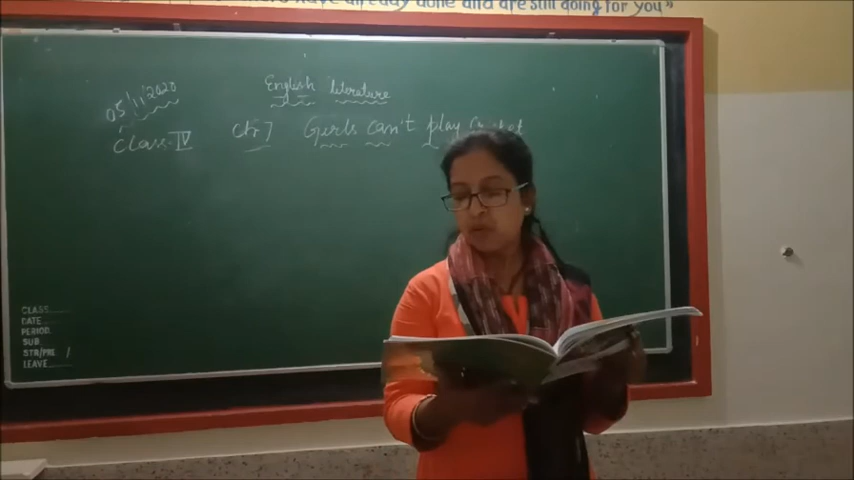 have already done and are still doing for you"
05/11/2020
English literature
Class-IV Ch-7 Girls can't play Cricket
CLASS
DATE
PERIOD
SUB
STR/PRE /
LEAVE